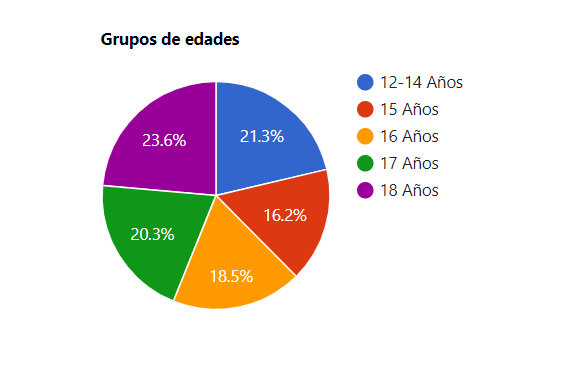 Grupos de edades
12-14 Años
15 Años
16 Años
17 Años
18 Años
23.6%
21.3%
16.2%
20.3%
18.5%